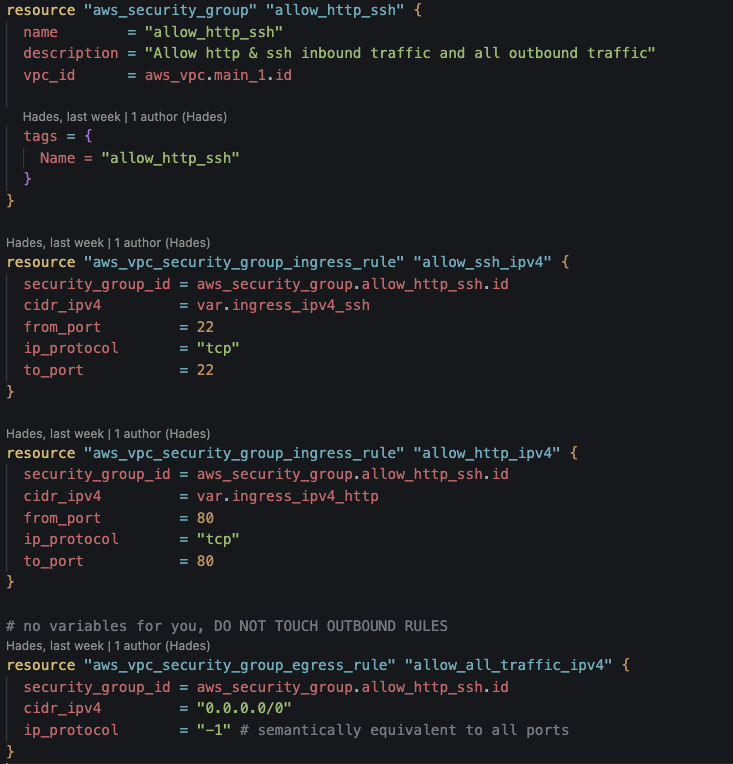 resource "aws_security_group" "allow_http_ssh" {
  name        = "allow_http_ssh"
  description = "Allow http & ssh inbound traffic and all outbound traffic"
  vpc_id      = aws_vpc.main_1.id

  Hades, last week | 1 author (Hades)
  tags = {
    Name = "allow_http_ssh"
  }
}

Hades, last week | 1 author (Hades)
resource "aws_vpc_security_group_ingress_rule" "allow_ssh_ipv4" {
  security_group_id = aws_security_group.allow_http_ssh.id
  cidr_ipv4         = var.ingress_ipv4_ssh
  from_port         = 22
  ip_protocol       = "tcp"
  to_port           = 22
}

Hades, last week | 1 author (Hades)
resource "aws_vpc_security_group_ingress_rule" "allow_http_ipv4" {
  security_group_id = aws_security_group.allow_http_ssh.id
  cidr_ipv4         = var.ingress_ipv4_http
  from_port         = 80
  ip_protocol       = "tcp"
  to_port           = 80
}

# no variables for you, DO NOT TOUCH OUTBOUND RULES
Hades, last week | 1 author (Hades)
resource "aws_vpc_security_group_egress_rule" "allow_all_traffic_ipv4" {
  security_group_id = aws_security_group.allow_http_ssh.id
  cidr_ipv4         = "0.0.0.0/0"
  ip_protocol       = "-1" # semantically equivalent to all ports
}